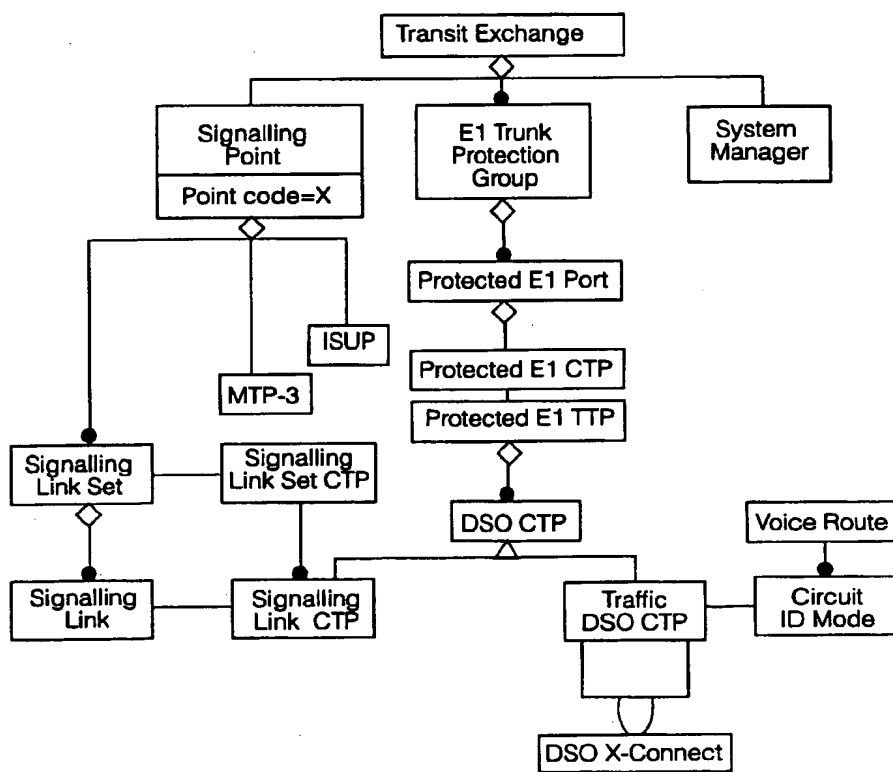 Transit Exchange
Signalling
Point
Point code=X
E1 Trunk
Protection
Group
System
Manager
Protected E1 Port
ISUP
MTP-3
Protected E1 CTP
Protected E1 TTP
Signalling
Link Set
Signalling
Link Set CTP
DSO CTP
Voice Route
Signalling
Link
Signalling
Link CTP
Traffic
DSO CTP
Circuit
ID Mode
DSO X-Connect